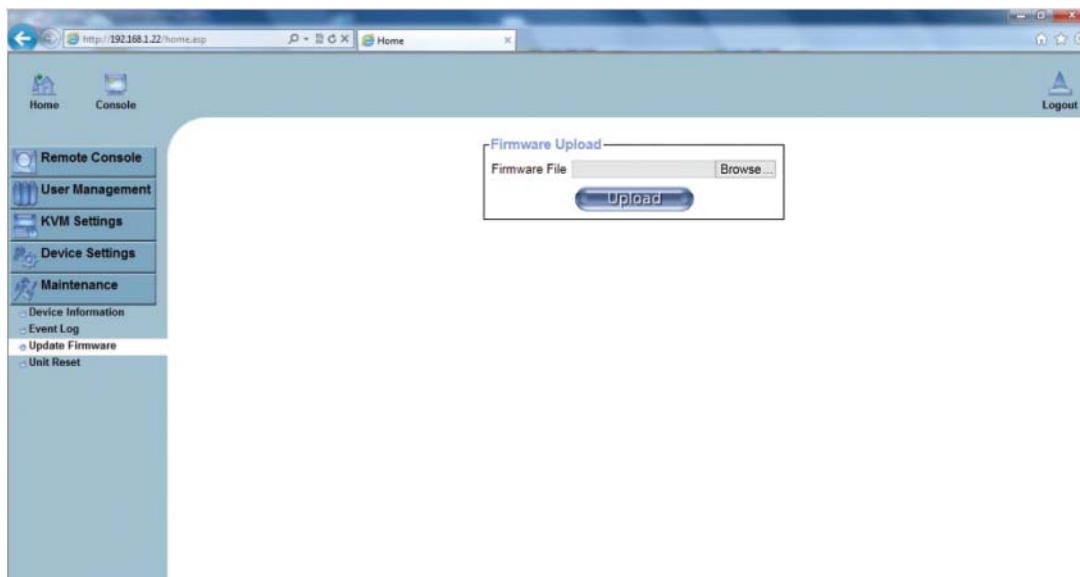 http://192.168.1.22/home.asp
Home
Home
Console
Logout
Remote Console
User Management
KVM Settings
Device Settings
Maintenance
Device Information
Event Log
Update Firmware
Unit Reset
Firmware Upload
Firmware File
Browse...
Upload